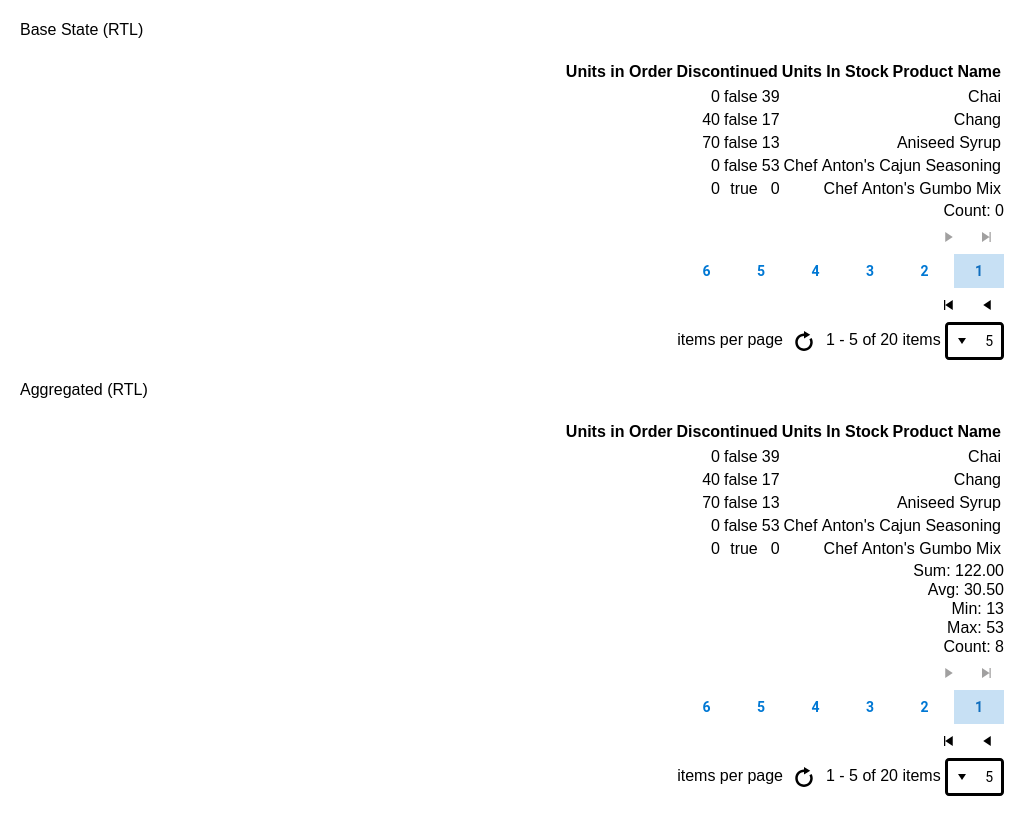 Base State (RTL)
Units in Order Discontinued Units In Stock Product Name
0 false 39 Chai
40 false 17 Chang
70 false 13 Aniseed Syrup
0 false 53 Chef Anton's Cajun Seasoning
0 true 0 Chef Anton's Gumbo Mix
Count: 0
6 5 4 3 2 1
items per page 1 - 5 of 20 items 5
Aggregated (RTL)
Units in Order Discontinued Units In Stock Product Name
0 false 39 Chai
40 false 17 Chang
70 false 13 Aniseed Syrup
0 false 53 Chef Anton's Cajun Seasoning
0 true 0 Chef Anton's Gumbo Mix
Sum: 122.00
Avg: 30.50
Min: 13
Max: 53
Count: 8
6 5 4 3 2 1
items per page 1 - 5 of 20 items 5